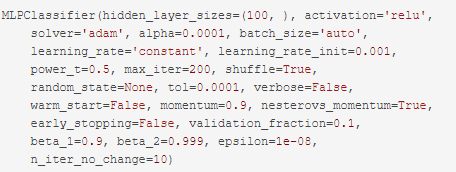 MLPClassifier(hidden_layer_sizes=(100, ), activation='relu',
solver='adam', alpha=0.0001, batch_size='auto',
learning_rate='constant', learning_rate_init=0.001,
power_t=0.5, max_iter=200, shuffle=True,
random_state=None, tol=0.0001, verbose=False,
warm_start=False, momentum=0.9, nesterovs_momentum=True,
early_stopping=False, validation_fraction=0.1,
beta_1=0.9, beta_2=0.999, epsilon=1e-08,
n_iter_no_change=10)